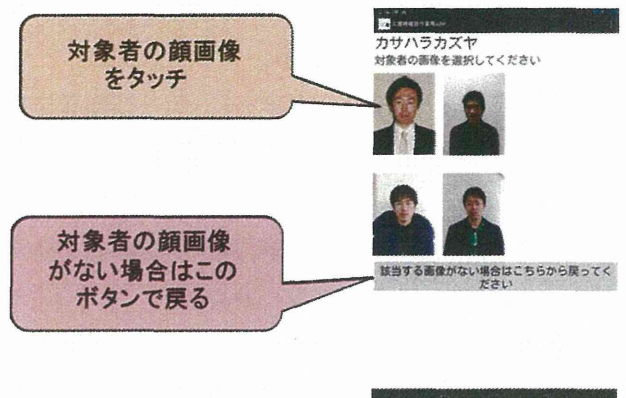 対象者の顔画像
をタッチ
カサハラカズヤ
対象者の画像を選択してください
対象者の顔画像
がない場合はこの
ボタンで戻る
該当する画像がない場合はこちらから戻ってく
ださい